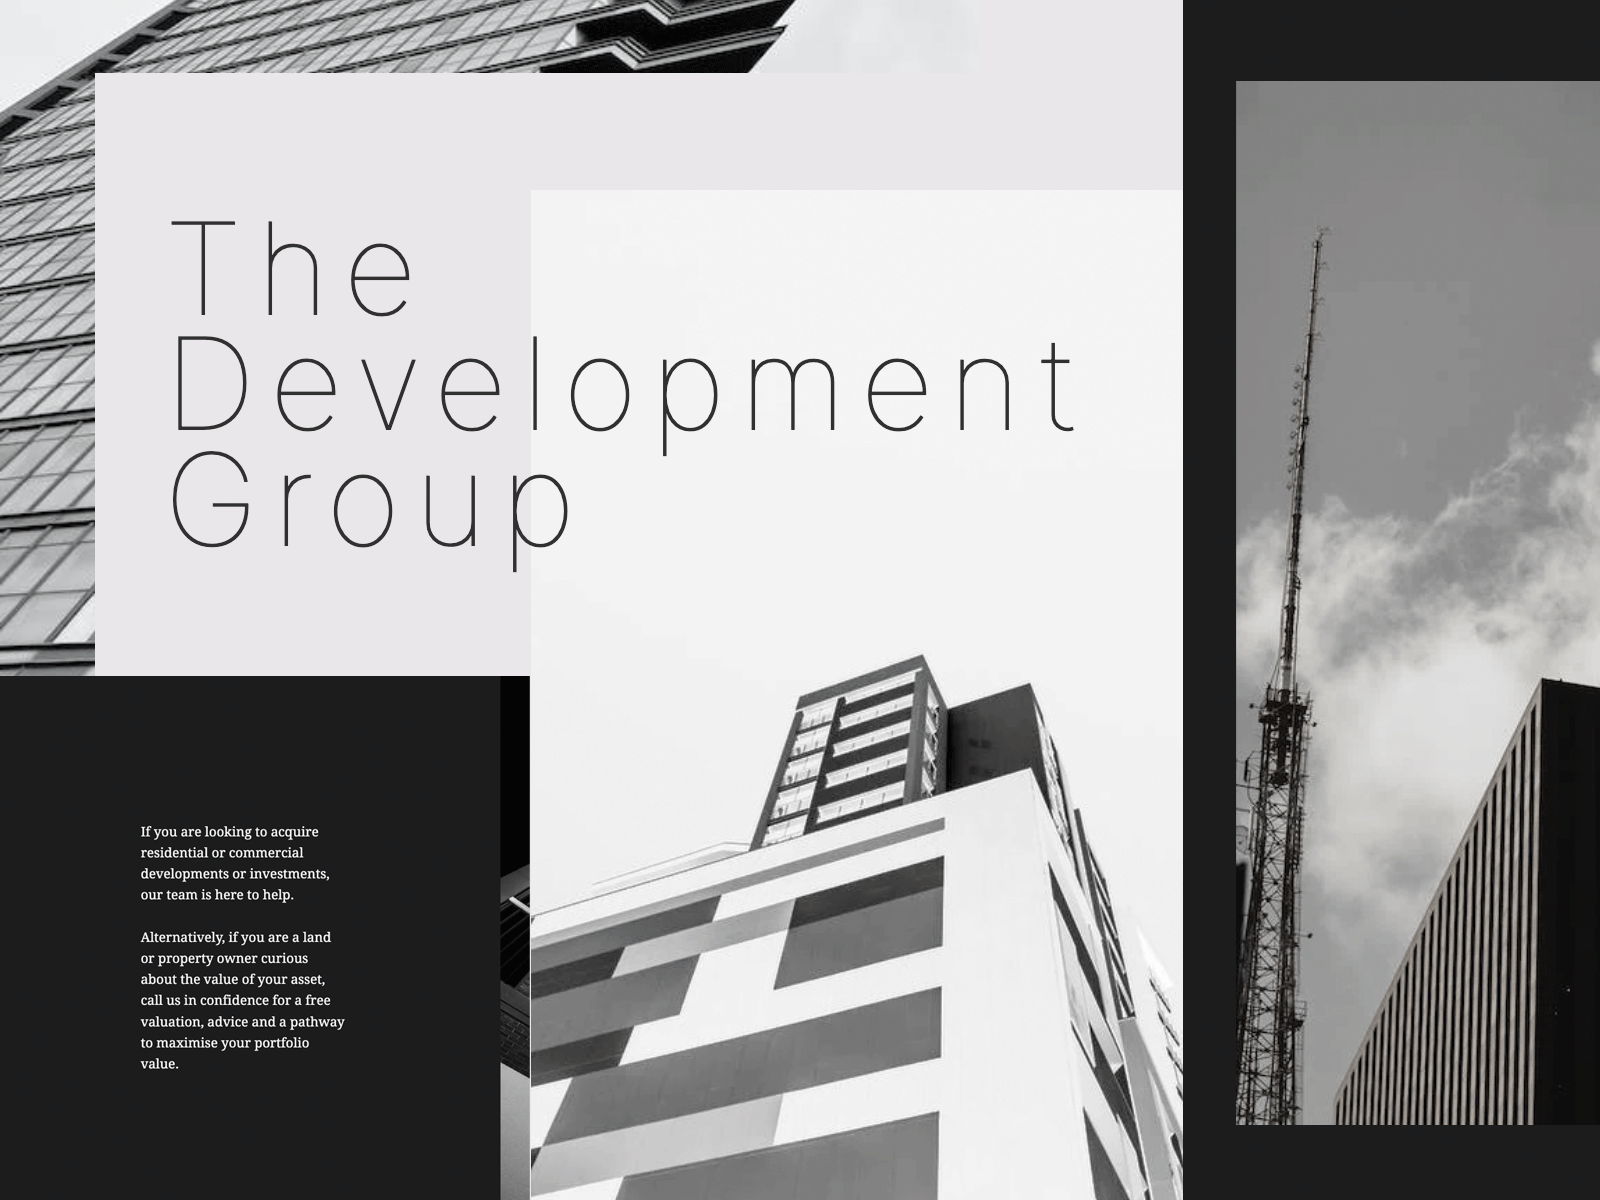 The
Development
Group
If you are looking to acquire
residential or commercial
developments or investments,
our team is here to help.
Alternatively, if you are a land
or property owner curious
about the value of your asset,
call us in confidence for a free
valuation, advice and a pathway
to maximise your portfolio
value.